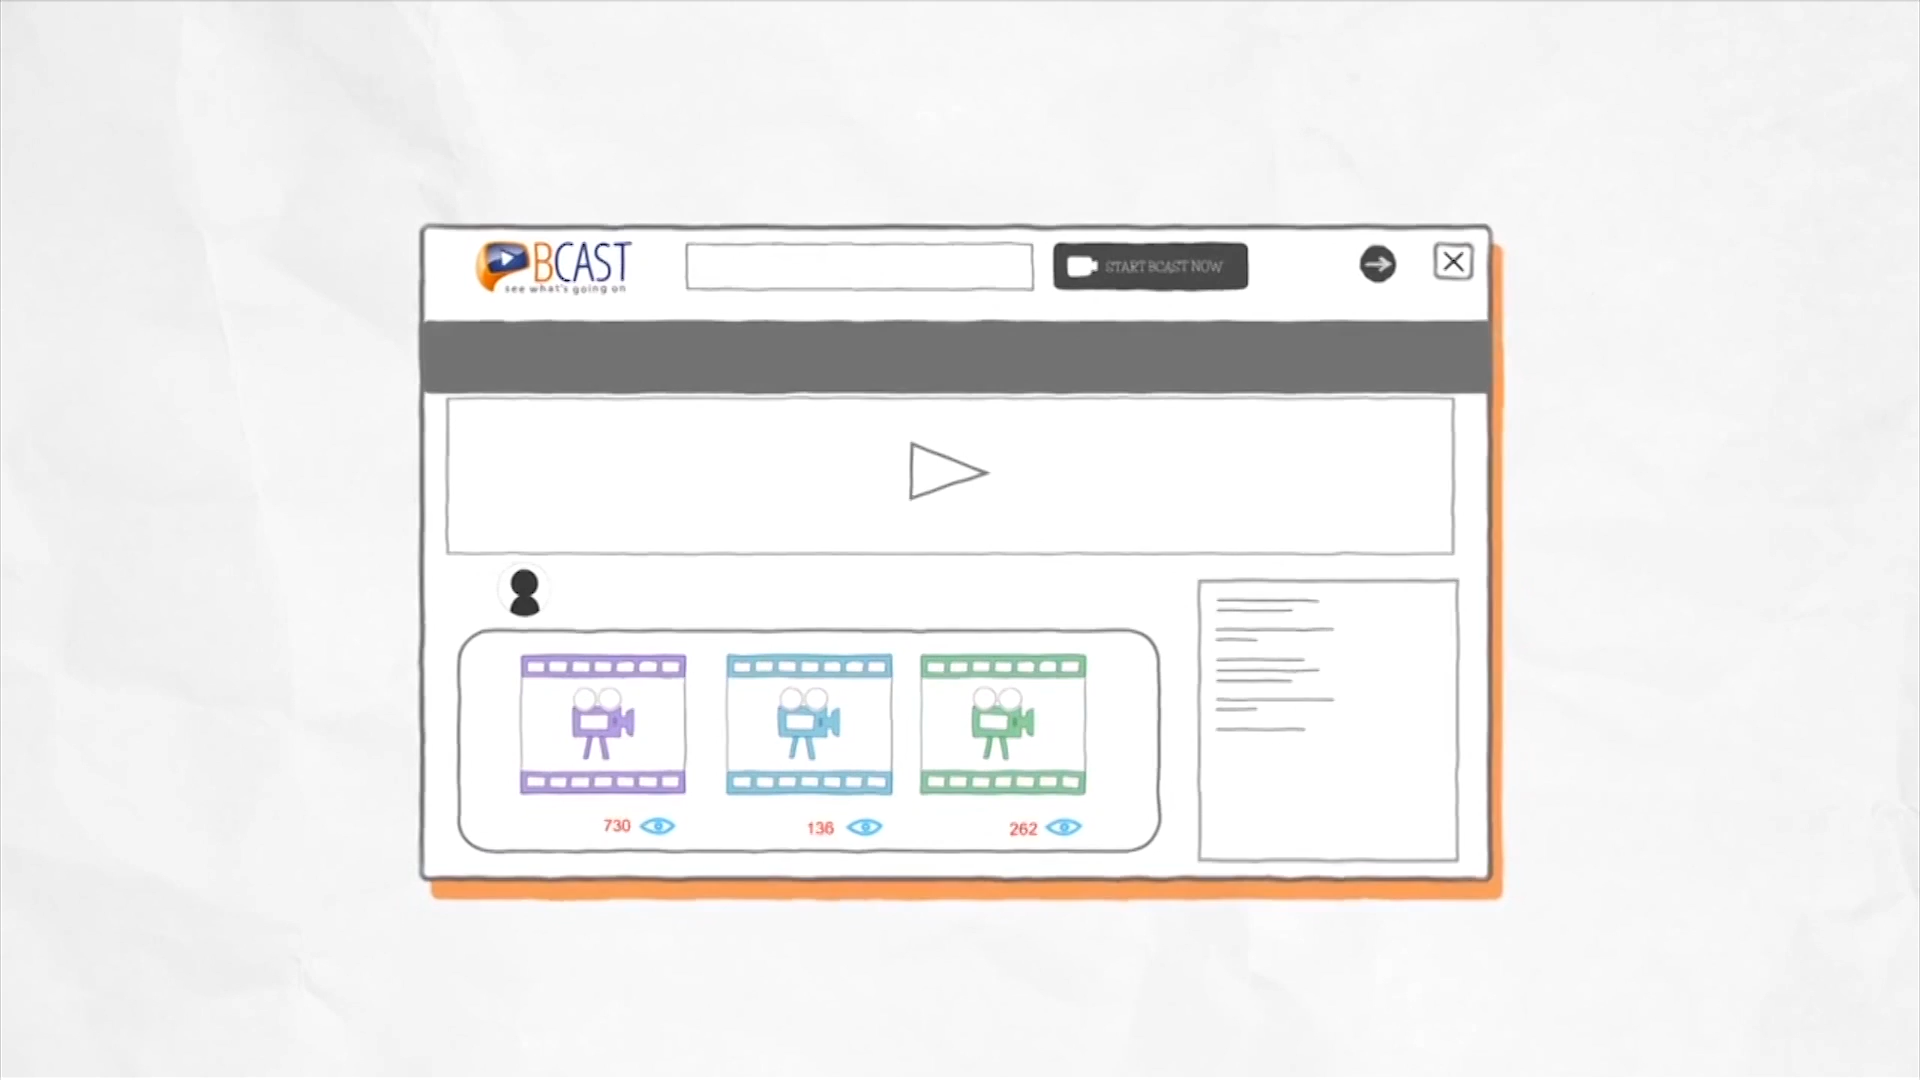 BCAST
see what's going on
START BCAST NOW
730
136
262